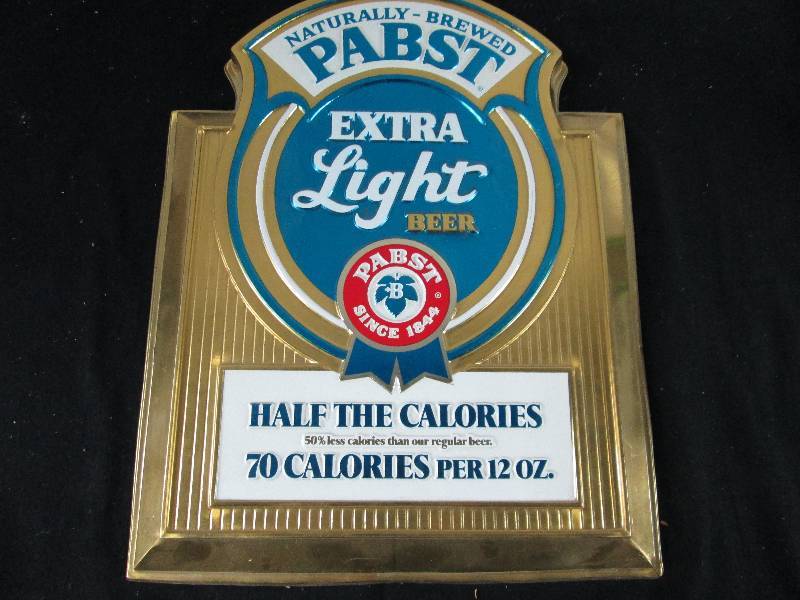 NATURALLY-BREWED
PABST
EXTRA
Light
BEER
PABST
B
SINCE 1844
HALF THE CALORIES
50% less calories than our regular beer.
70 CALORIES PER 12 OZ.